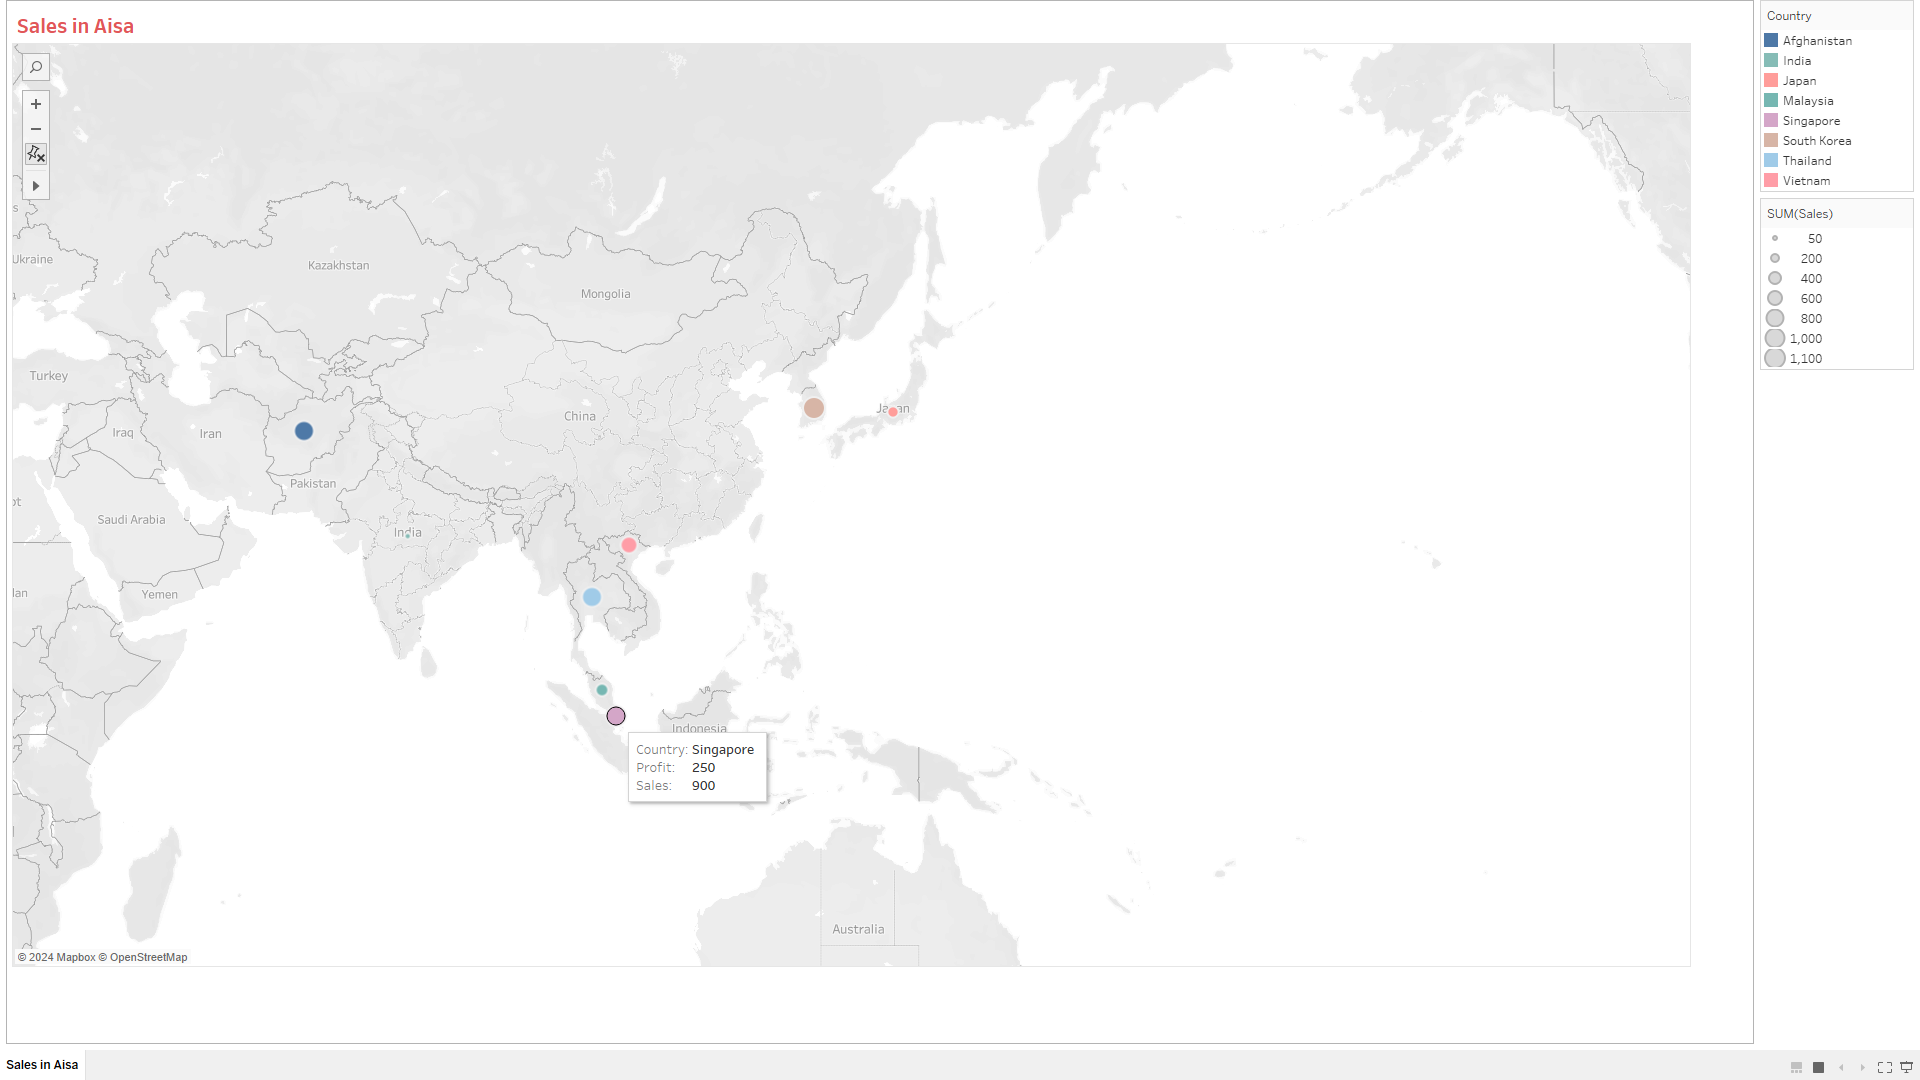 Sales in Aisa
Country
Afghanistan
India
Japan
Malaysia
Singapore
South Korea
Thailand
Vietnam
SUM(Sales)
50
200
400
600
800
1,000
1,100
Ukraine
Kazakhstan
Mongolia
Turkey
China
Iraq
Iran
Pakistan
Saudi Arabia
India
Yemen
Indonesia
Country: Singapore
Profit: 250
Sales: 900
Australia
© 2024 Mapbox © OpenStreetMap
Sales in Aisa